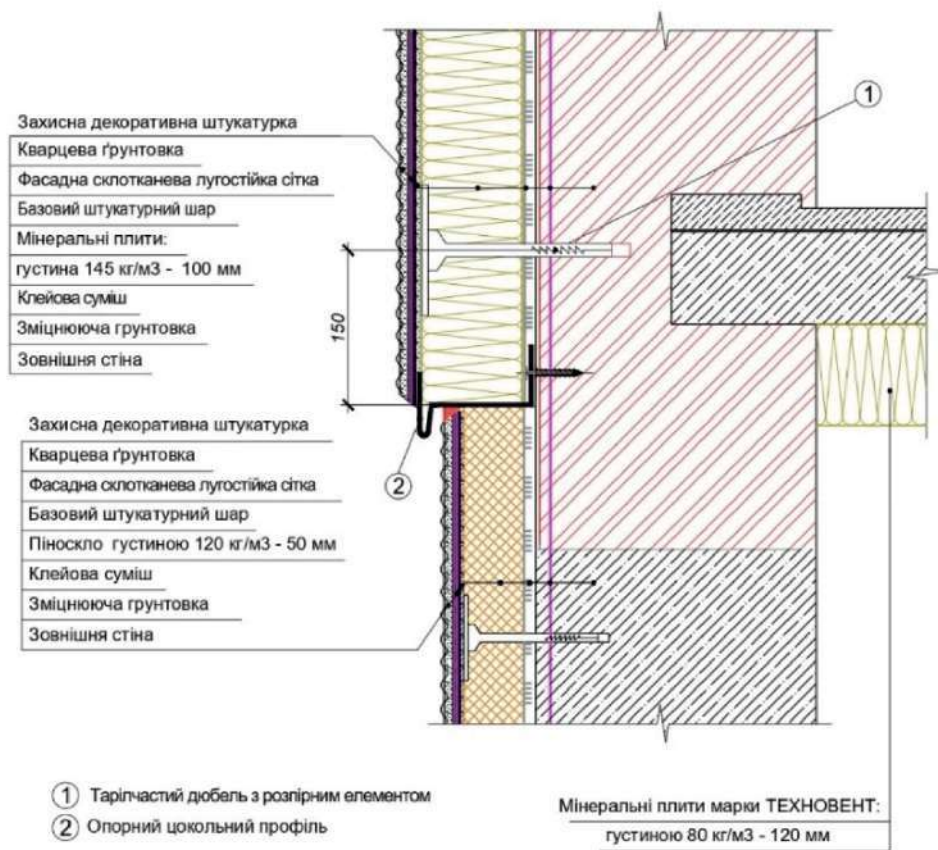 1
Захисна декоративна штукатурка
Кварцева ґрунтовка
Фасадна склотканева лугостійка сітка
Базовий штукатурний шар
Мінеральні плити:
густина 145 кг/м3 - 100 мм
Клейова суміш
Зміцнююча грунтовка
Зовнішня стіна
150
Захисна декоративна штукатурка
Кварцева ґрунтовка
Фасадна склотканева лугостійка сітка
Базовий штукатурний шар
Піноскло густиною 120 кг/м3 - 50 мм
Клейова суміш
Зміцнююча грунтовка
Зовнішня стіна
2
1 Тарілчастий дюбель з розпірним елементом
2 Опорний цокольний профіль
Мінеральні плити марки ТЕХНОВЕНТ:
густиною 80 кг/м3 - 120 мм